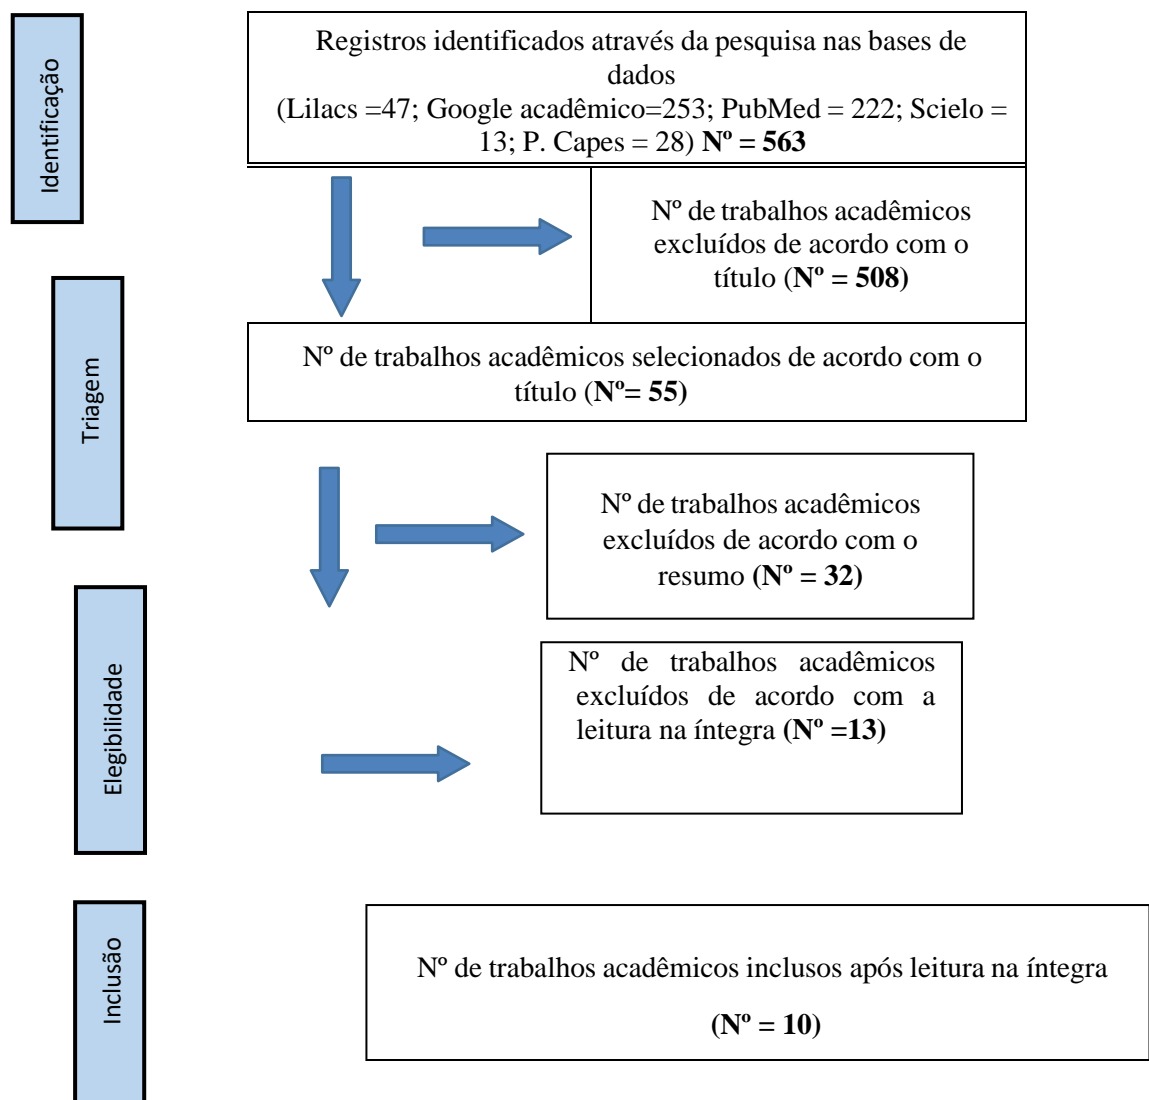 Identificação
Registros identificados através da pesquisa nas bases de
dados
(Lilacs =47; Google acadêmico=253; PubMed = 222; Scielo =
13; P. Capes = 28) Nº = 563
Nº de trabalhos acadêmicos
excluídos de acordo com o
título (Nº = 508)
Triagem
Nº de trabalhos acadêmicos selecionados de acordo com o
título (Nº= 55)
Nº de trabalhos acadêmicos
excluídos de acordo com o
resumo (Nº = 32)
Elegibilidade
Nº de trabalhos acadêmicos
excluídos de acordo com a
leitura na íntegra (Nº =13)
Inclusão
Nº de trabalhos acadêmicos inclusos após leitura na íntegra
(Nº = 10)